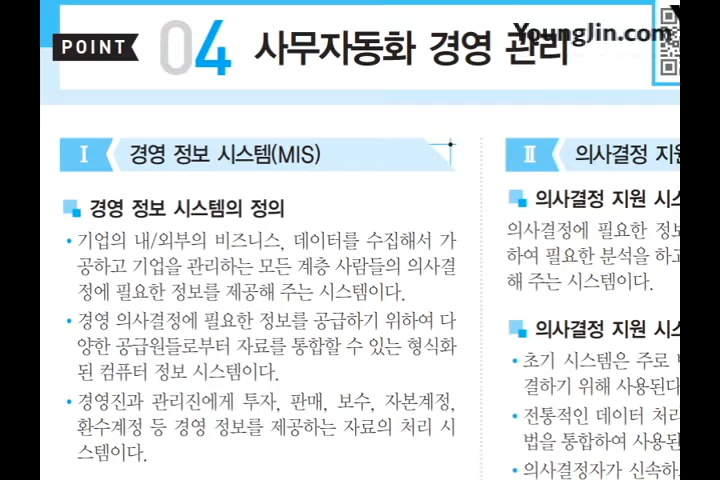 POINT 04 사무자동화 경영 관리
YoungJin.com
Ⅰ 경영 정보 시스템(MIS)
경영 정보 시스템의 정의
• 기업의 내/외부의 비즈니스, 데이터를 수집해서 가
공하고 기업을 관리하는 모든 계층 사람들의 의사결
정에 필요한 정보를 제공해 주는 시스템이다.
• 경영 의사결정에 필요한 정보를 공급하기 위하여 다
양한 공급원들로부터 자료를 통합할 수 있는 형식화
된 컴퓨터 정보 시스템이다.
• 경영진과 관리진에게 투자, 판매, 보수, 자본계정,
환수계정 등 경영 정보를 제공하는 자료의 처리 시
스템이다.
Ⅱ 의사결정
의사결정 지원
의사결정에 필요한
하여 필요한 분석을 하고
해 주는 시스템이다.
의사결정 지원
• 초기 시스템은 주로
결하기 위해 사용된다
• 전통적인 데이터 처리
법을 통합하여 사용된
• 의사결정자가 신속하